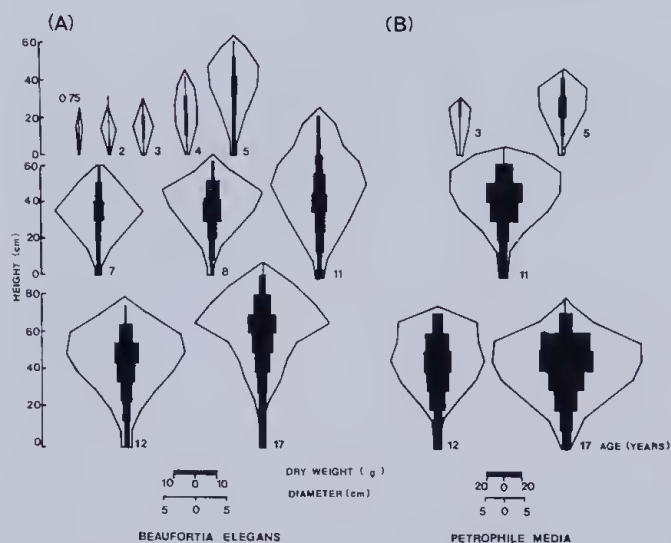 (A) (B)
60
40
20
0
0.75 2 3 4 5
3 5
60
40
20
0
7 8 11
11
HEIGHT (cm)
80
60
40
20
0
12 17
12 17 AGE (YEARS)
10 0 10 DRY WEIGHT (g) 20 0 20
5 0 5 DIAMETER (cm) 5 0 5
BEAUFORTIA ELEGANS PETROPHILE MEDIA